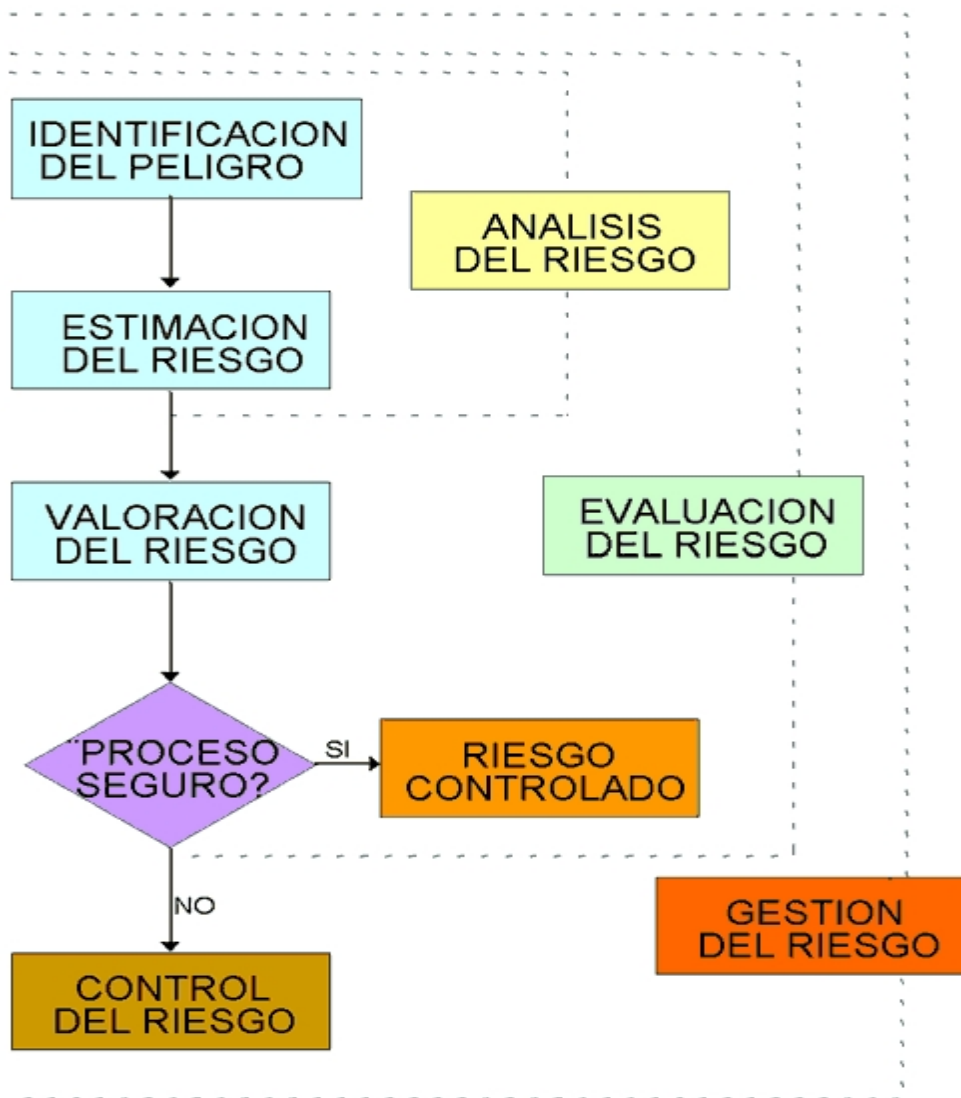 IDENTIFICACION
DEL PELIGRO
ANALISIS
DEL RIESGO
ESTIMACION
DEL RIESGO
VALORACION
DEL RIESGO
EVALUACION
DEL RIESGO
¨PROCESO
SEGURO?
SI
RIESGO
CONTROLADO
NO
GESTION
DEL RIESGO
CONTROL
DEL RIESGO